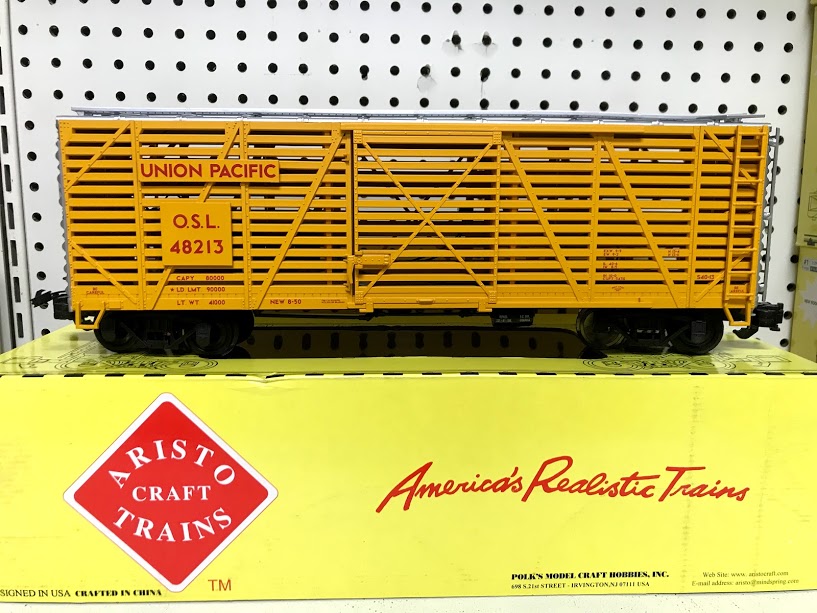 UNION PACIFIC
O.S.L.
48213
CAPY 80000
LD LMT 90000
LT WT 41000
NEW 8-50
S40-12
ARISTO
CRAFT
TRAINS
TM
America's Realistic Trains
SIGNED IN USA CRAFTED IN CHINA
POLK'S MODEL CRAFT HOBBIES, INC.
698 S.21st STREET - IRVINGTON,NJ 07111 USA
Web Site: www. aristocraft.com
E-mail address: aristo@mindspring.com